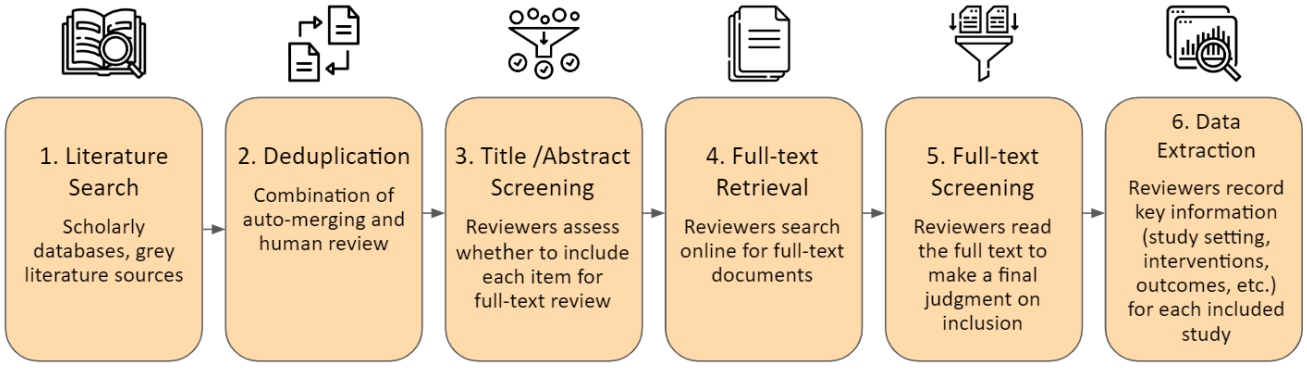 1. Literature
Search
Scholarly
databases, grey
literature sources
2. Deduplication
Combination of
auto-merging and
human review
3. Title /Abstract
Screening
Reviewers assess
whether to include
each item for
full-text review
4. Full-text
Retrieval
Reviewers search
online for full-text
documents
5. Full-text
Screening
Reviewers read
the full text to
make a final
judgment on
inclusion
6. Data
Extraction
Reviewers record
key information
(study setting,
interventions,
outcomes, etc.)
for each included
study